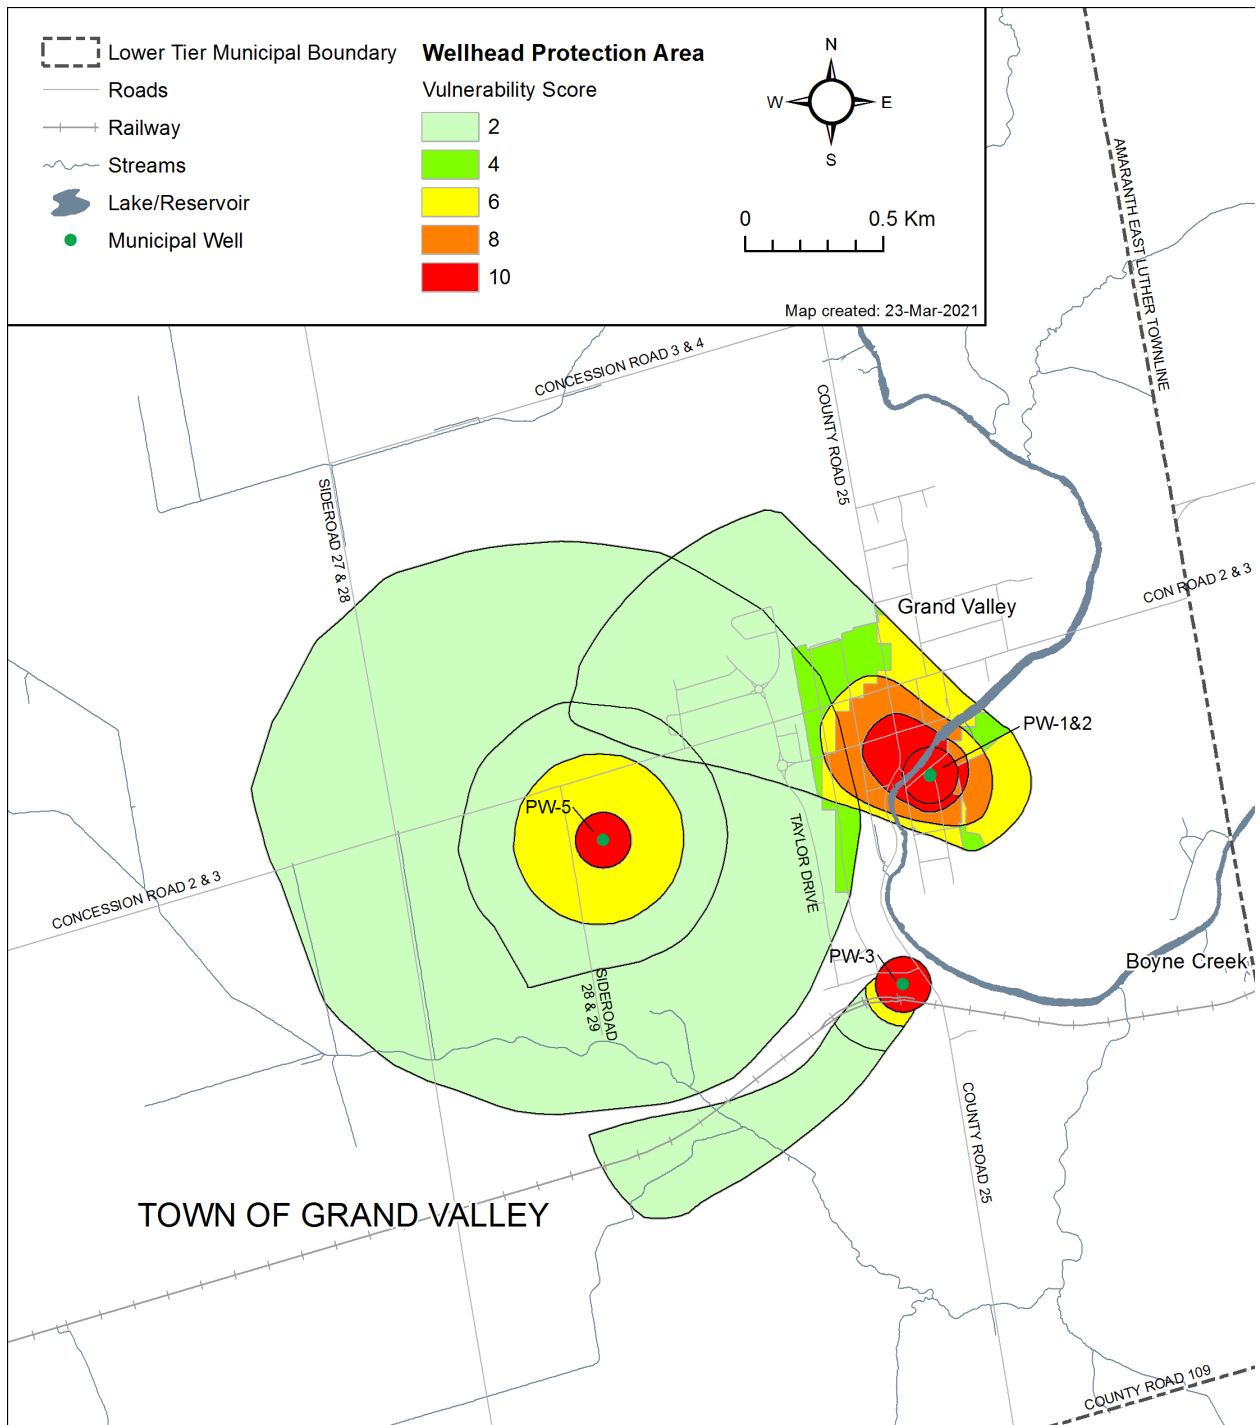 Lower Tier Municipal Boundary
Roads
Railway
Streams
Lake/Reservoir
Municipal Well
Wellhead Protection Area
Vulnerability Score
2
4
6
8
10
N
W
E
S
0
0.5 Km
Map created: 23-Mar-2021
AMARANTH EAST LUTHER TOWNLINE
CONCESSION ROAD 3 & 4
COUNTY ROAD 25
SIDEROAD 27 & 28
CON ROAD 2 & 3
Grand Valley
PW-1&2
PW-5
TAYLOR DRIVE
CONCESSION ROAD 2 & 3
PW-3
Boyne Creek
SIDEROAD
28 & 29
COUNTY ROAD 25
TOWN OF GRAND VALLEY
COUNTY ROAD 109